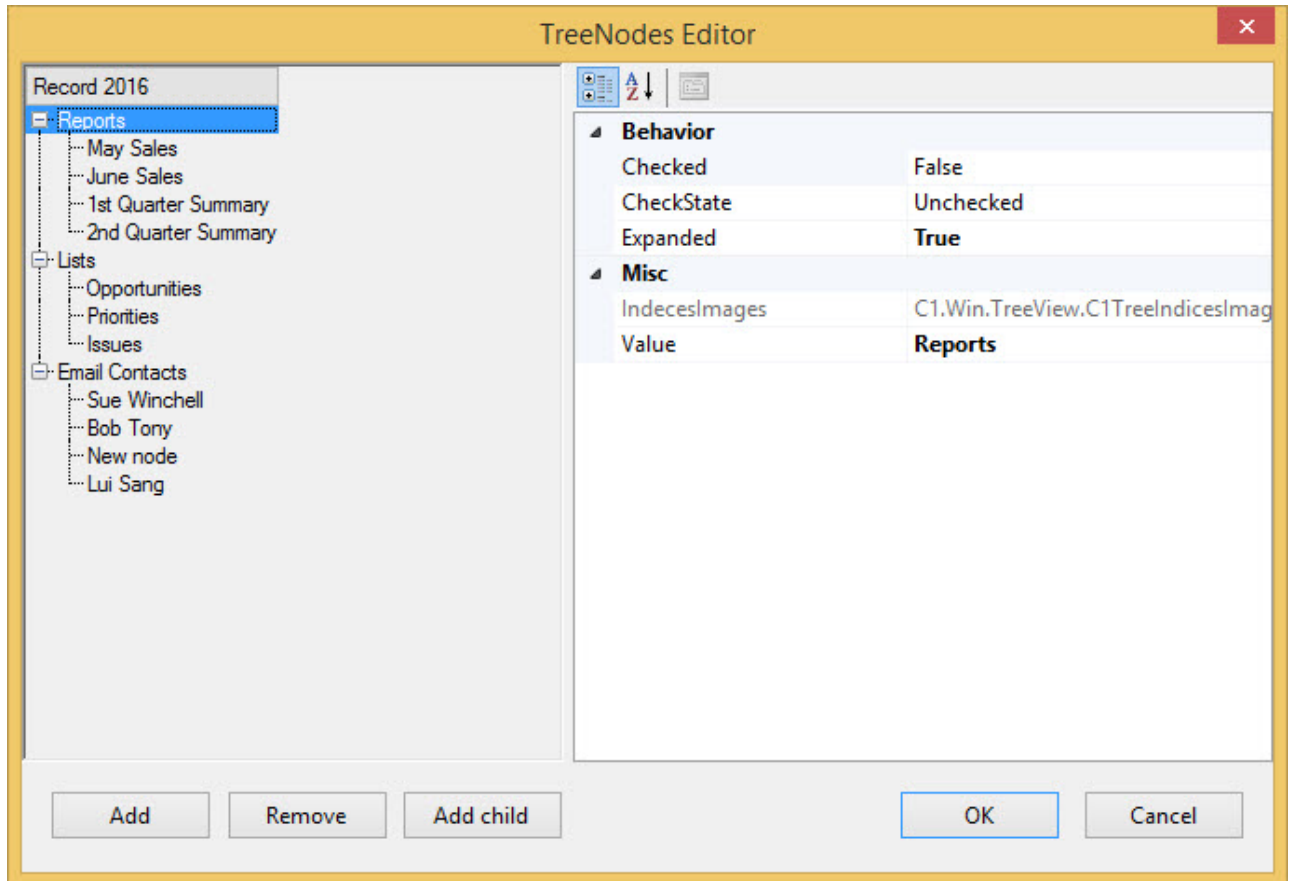 TreeNodes Editor
Record 2016
Reports
May Sales
June Sales
1st Quarter Summary
2nd Quarter Summary
Lists
Opportunities
Priorities
Issues
Email Contacts
Sue Winchell
Bob Tony
New node
Lui Sang
A
Z
Behavior
Checked False
CheckState Unchecked
Expanded True
Misc
IndecesImages C1.Win.TreeView.C1TreeIndicesImag
Value Reports
Add Remove Add child OK Cancel